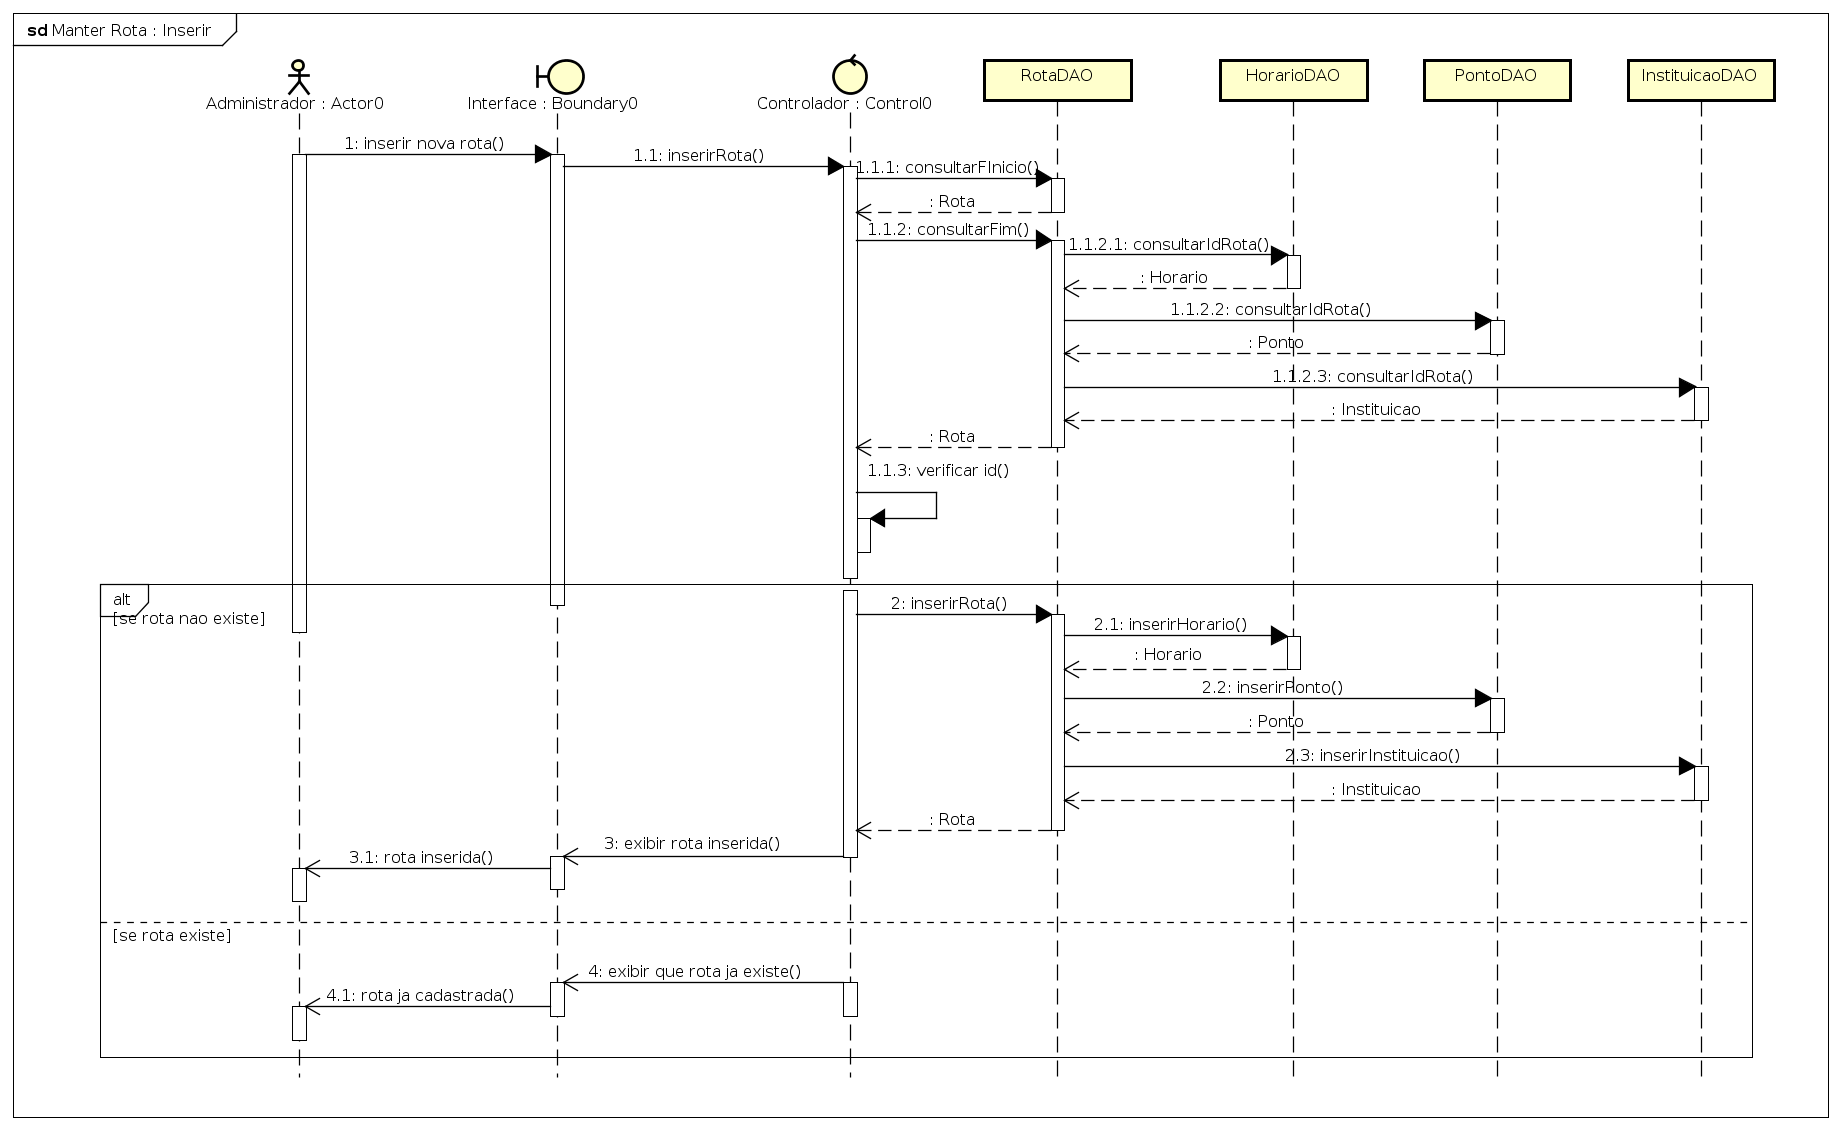 sd Manter Rota : Inserir
Administrador : Actor0
Interface : Boundary0
Controlador : Control0
RotaDAO
HorarioDAO
PontoDAO
InstituicaoDAO
1: inserir nova rota()
1.1: inserirRota()
1.1.1: consultarFInicio()
: Rota
1.1.2: consultarFim()
1.1.2.1: consultarIdRota()
: Horario
1.1.2.2: consultarIdRota()
: Ponto
1.1.2.3: consultarIdRota()
: Instituicao
: Rota
1.1.3: verificar id()
alt
[se rota nao existe]
2: inserirRota()
2.1: inserirHorario()
: Horario
2.2: inserirPonto()
: Ponto
2.3: inserirInstituicao()
: Instituicao
: Rota
3: exibir rota inserida()
3.1: rota inserida()
[se rota existe]
4: exibir que rota ja existe()
4.1: rota ja cadastrada()